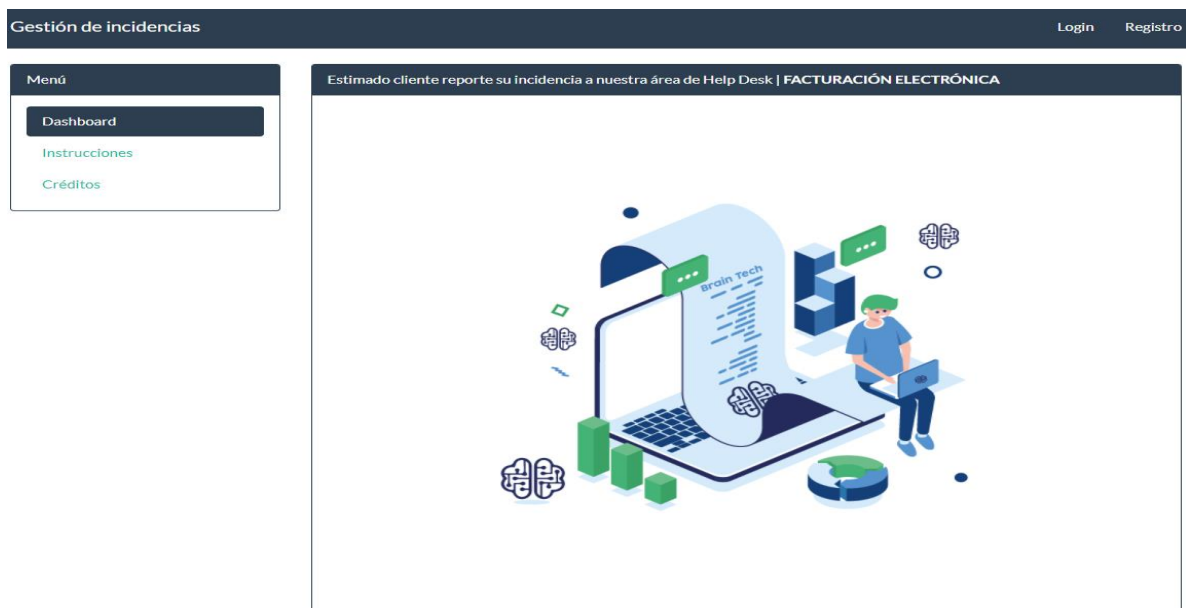 Gestión de incidencias
Login
Registro
Menú
Dashboard
Instrucciones
Créditos
Estimado cliente reporte su incidencia a nuestra área de Help Desk | FACTURACIÓN ELECTRÓNICA
Brain Tech